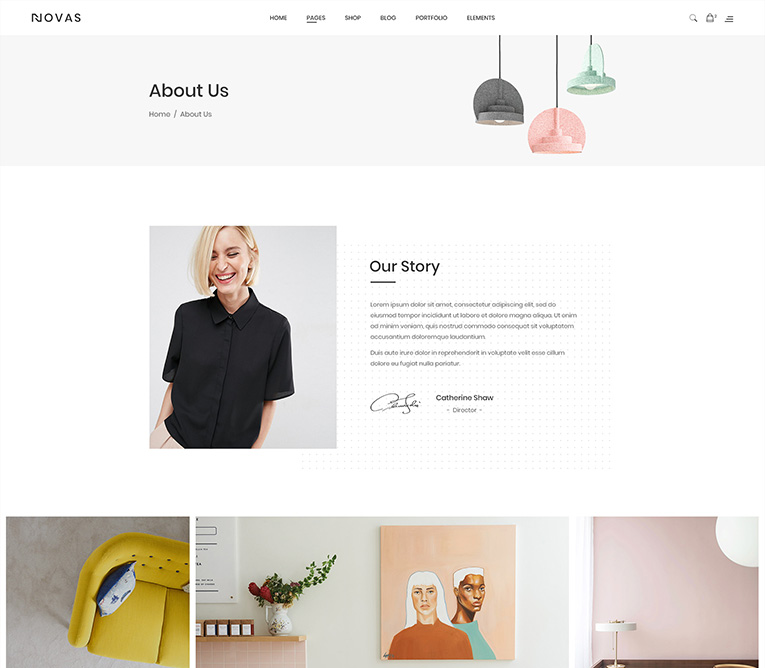 NOVAS
HOME PAGES SHOP BLOG PORTFOLIO ELEMENTS
About Us
Home / About Us
Our Story
Lorem ipsum dolor sit amet, consectetur adipiscing elit, sed do
eiusmod tempor incididunt ut labore et dolore magna aliqua. Ut enim
ad minim veniam, quis nostrud commodo consequat sit voluptatem
accusantium doloremque laudantium.
Duis aute irure dolor in reprehenderit in voluptate velit esse cillum
dolore eu fugiat nulla pariatur.
Catherine Shaw
- Director -